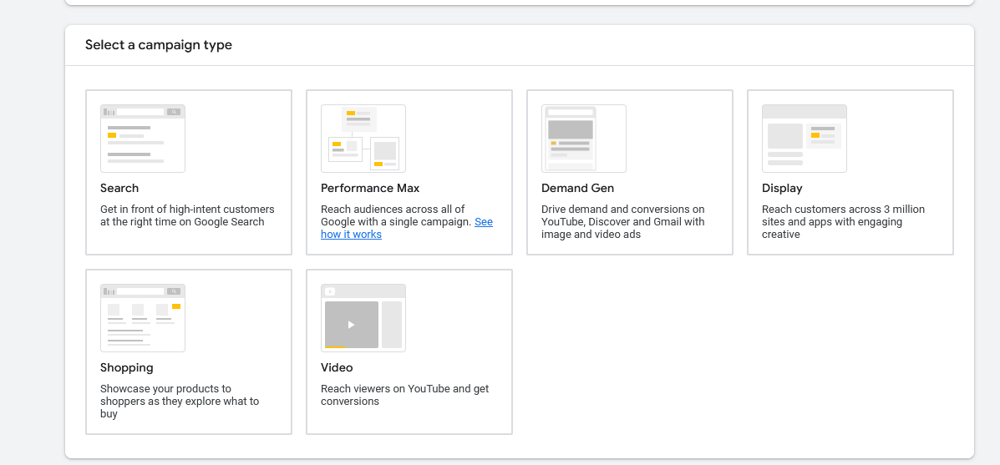 Select a campaign type
Search
Get in front of high-intent customers
at the right time on Google Search
Performance Max
Reach audiences across all of
Google with a single campaign. See
how it works
Demand Gen
Drive demand and conversions on
YouTube, Discover and Gmail with
image and video ads
Display
Reach customers across 3 million
sites and apps with engaging
creative
Shopping
Showcase your products to
shoppers as they explore what to
buy
Video
Reach viewers on YouTube and get
conversions